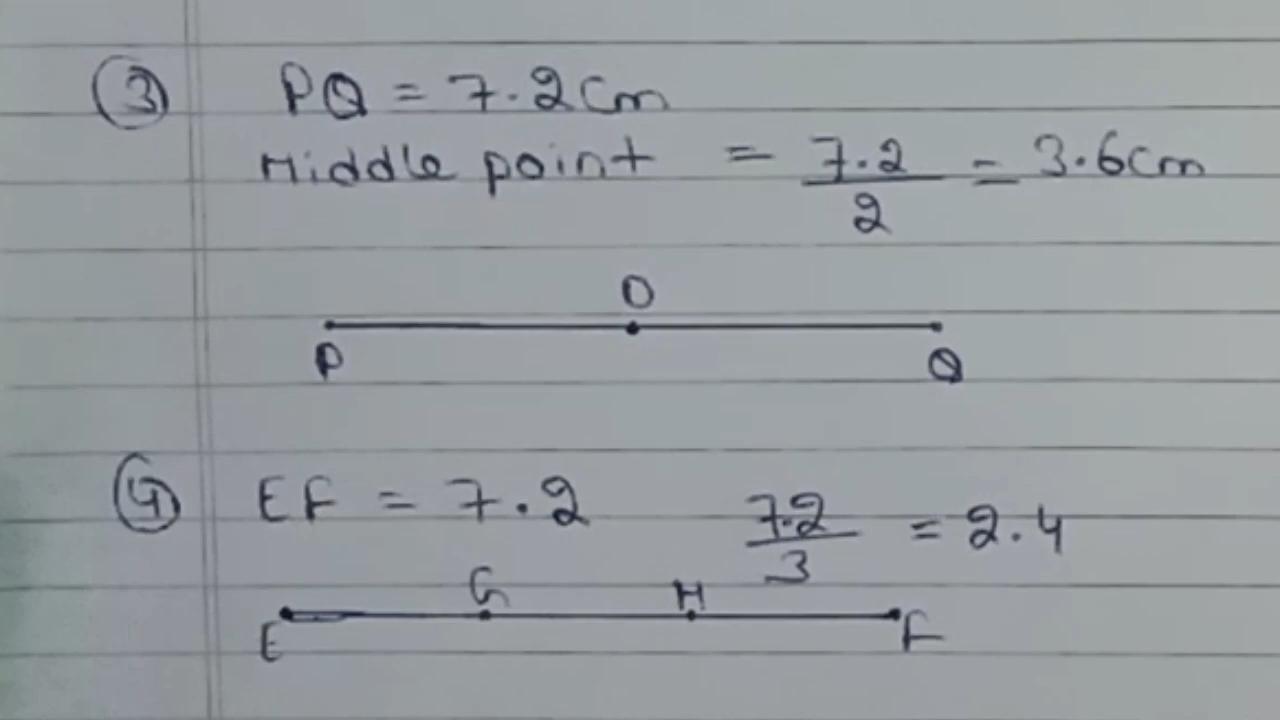 ③ PQ = 7.2cm
Middle point = 7.2/2 = 3.6cm
O
P Q
④ EF = 7.2 7.2/3 = 2.4
G H
E F